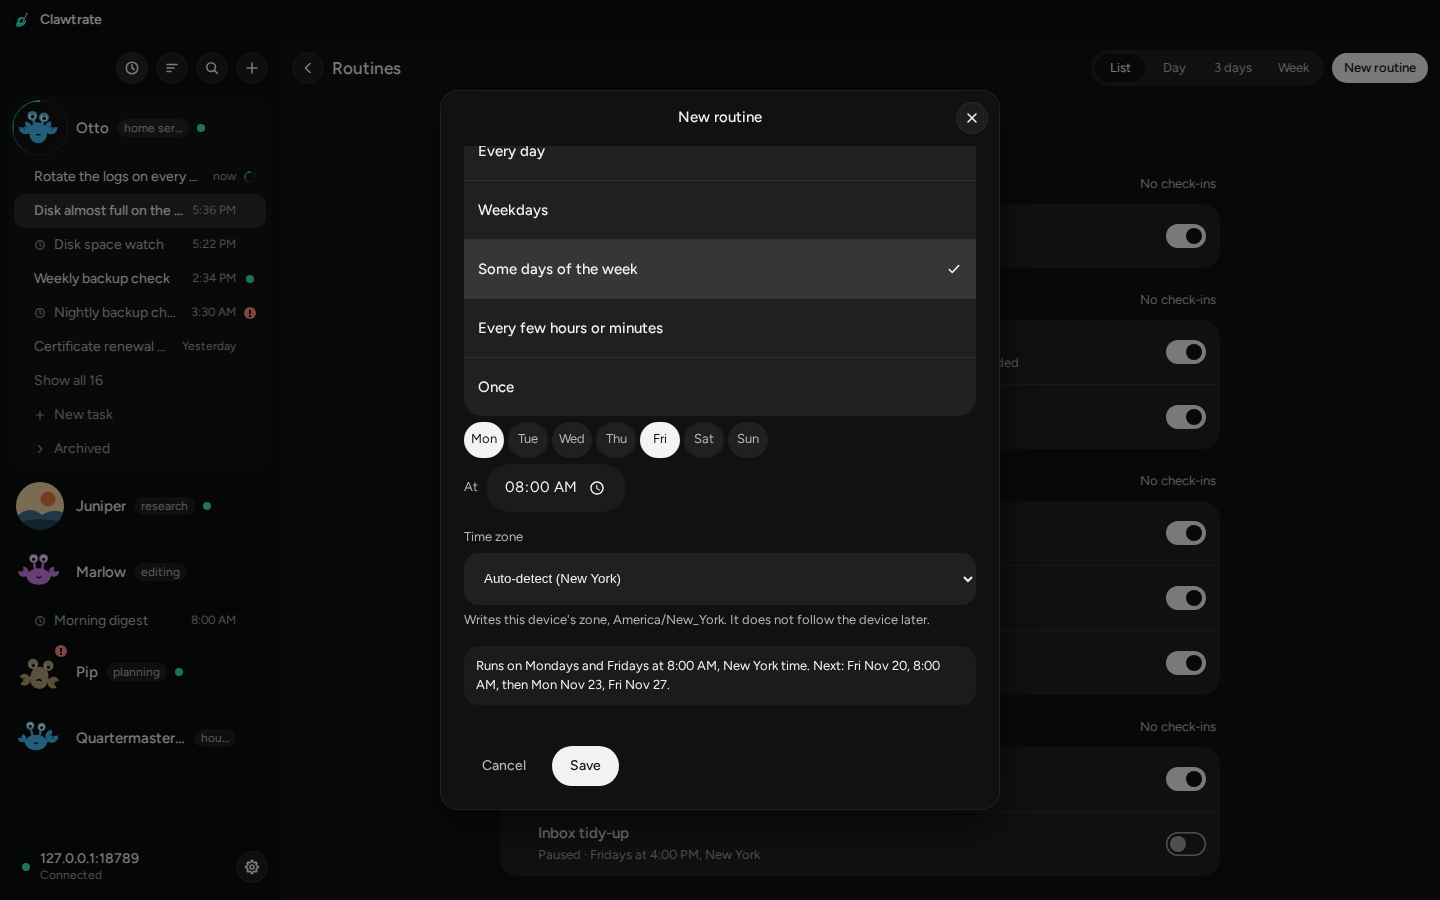 Clawtrate
Routines
List
Day
3 days
Week
New routine
Otto
home ser...
Rotate the logs on every ...
now
Disk almost full on the ...
5:36 PM
Disk space watch
5:22 PM
Weekly backup check
2:34 PM
Nightly backup ch...
3:30 AM
Certificate renewal ...
Yesterday
Show all 16
New task
Archived
Juniper
research
Marlow
editing
Morning digest
8:00 AM
Pip
planning
Quartermaster...
hou...
127.0.0.1:18789
Connected
New routine
Every day
Weekdays
Some days of the week
Every few hours or minutes
Once
Mon
Tue
Wed
Thu
Fri
Sat
Sun
At
08:00 AM
Time zone
Auto-detect (New York)
Writes this device's zone, America/New_York. It does not follow the device later.
Runs on Mondays and Fridays at 8:00 AM, New York time. Next: Fri Nov 20, 8:00
AM, then Mon Nov 23, Fri Nov 27.
Cancel
Save
No check-ins
No check-ins
No check-ins
No check-ins
Inbox tidy-up
Paused · Fridays at 4:00 PM, New York